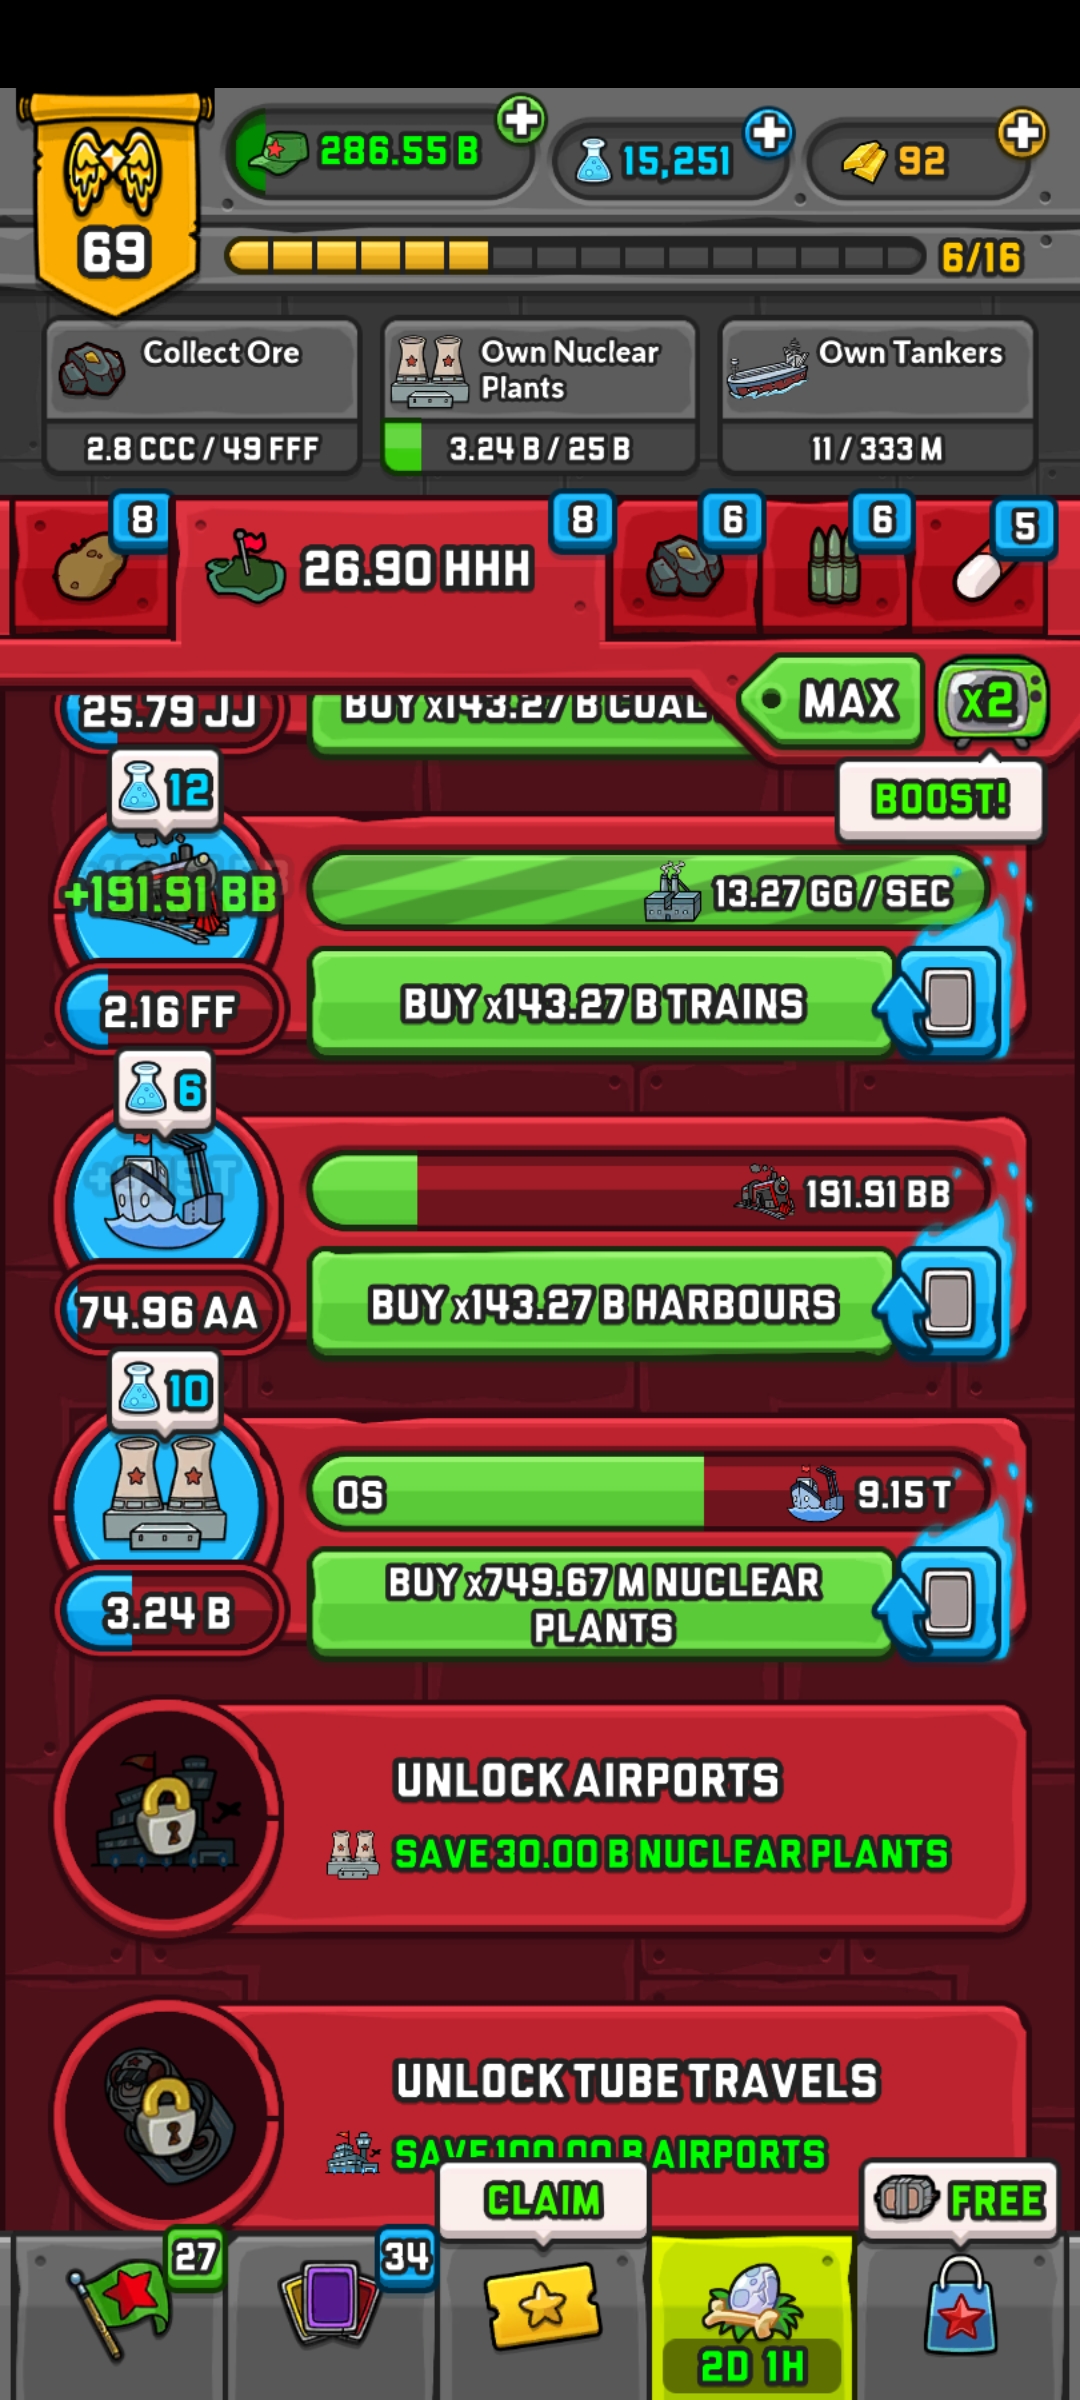 286.55 B
15,251
92
69
6/16
Collect Ore
2.8 CCC / 49 FFF
Own Nuclear
Plants
3.24 B / 25 B
Own Tankers
11 / 333 M
8
26.90 HHH
8
6
6
5
MAX
x2
25.79 JJ
BUY x143.27 B COAL
BOOST!
12
+191.91 BB
13.27 GG / SEC
2.16 FF
BUY x143.27 B TRAINS
6
191.91 BB
74.96 AA
BUY x143.27 B HARBOURS
10
0S
9.15 T
3.24 B
BUY x749.67 M NUCLEAR
PLANTS
UNLOCK AIRPORTS
SAVE 30.00 B NUCLEAR PLANTS
UNLOCK TUBE TRAVELS
SAVE 100.00 B AIRPORTS
CLAIM
FREE
27
34
2D 1H